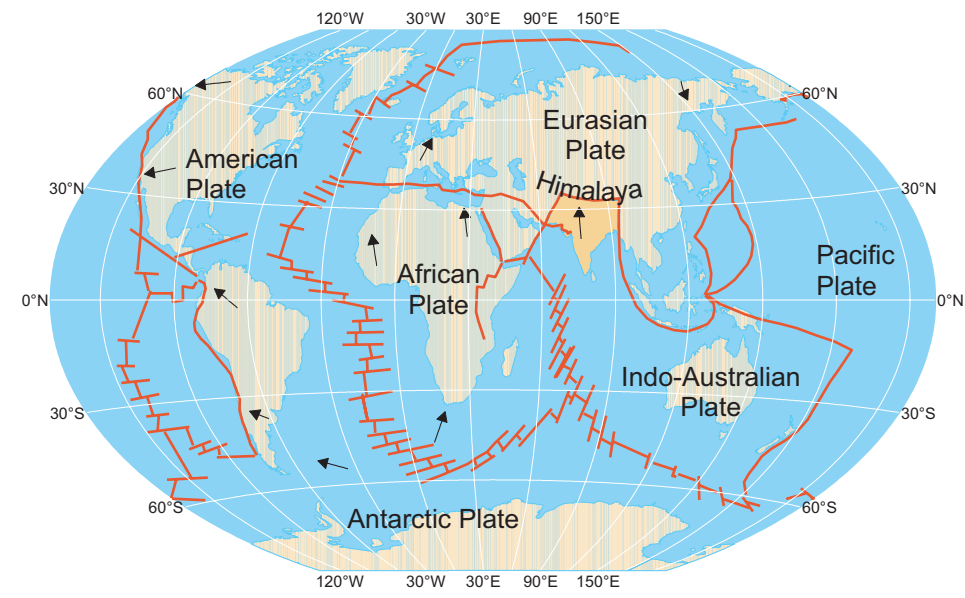 120°W 30°W 30°E 90°E 150°E
60°N 60°N
Eurasian
Plate
American
Plate
Himalaya
30°N 30°N
Pacific
Plate
African
Plate
0°N 0°N
Indo-Australian
Plate
30°S 30°S
60°S 60°S
Antarctic Plate
120°W 30°W 30°E 90°E 150°E